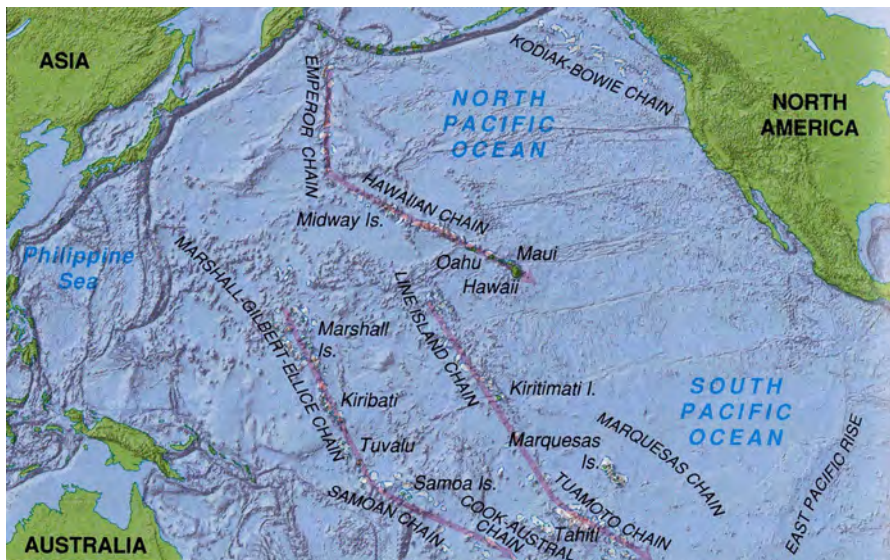 ASIA
EMPEROR CHAIN
KODIAK-BOWIE CHAIN
NORTH
PACIFIC
OCEAN
NORTH
AMERICA
HAWAIIAN CHAIN
Midway Is.
Oahu
Maui
Hawaii
Philippine
Sea
MARSHALL-GILBERT-ELLICE CHAIN
LINE ISLAND CHAIN
Marshall
Is.
Kiribati
Kiritimati I.
SOUTH
PACIFIC
OCEAN
Tuvalu
Marquesas
Is.
MARQUESAS CHAIN
EAST PACIFIC RISE
Samoa Is.
SAMOAN CHAIN
COOK-AUSTRAL
CHAIN
TUAMOTO CHAIN
Tahiti
AUSTRALIA